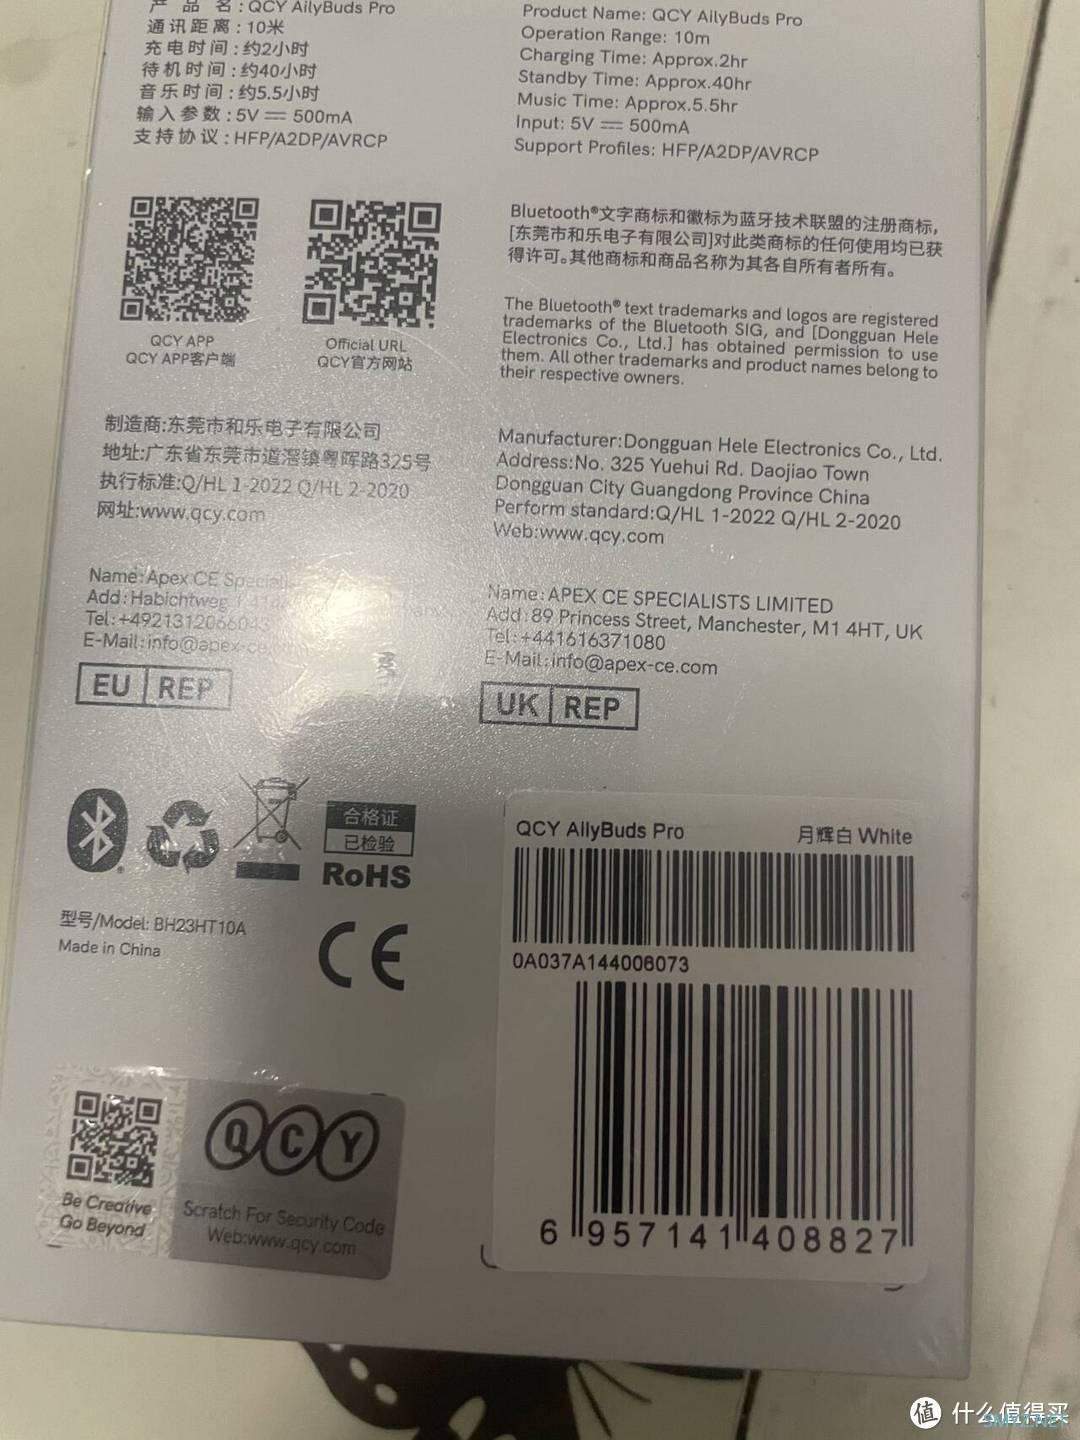 产品名:QCY AilyBuds Pro
通讯距离:10米
充电时间:约2小时
待机时间:约40小时
音乐时间:约5.5小时
输入参数:5V 500mA
支持协议:HFP/A2DP/AVRCP
Product Name: QCY AilyBuds Pro
Operation Range: 10m
Charging Time: Approx.2hr
Standby Time: Approx.40hr
Music Time: Approx.5.5hr
Input: 5V 500mA
Support Profiles: HFP/A2DP/AVRCP
QCY APP
QCY APP客户端
Official URL
QCY官方网站
Bluetooth®文字商标和徽标为蓝牙技术联盟的注册商标,
[东莞市和乐电子有限公司]对此类商标的任何使用均已获
得许可。其他商标和商品名称为其各自所有者所有。
The Bluetooth® text trademarks and logos are registered
trademarks of the Bluetooth SIG, and [Dongguan Hele
Electronics Co., Ltd.] has obtained permission to use
them. All other trademarks and product names belong to
their respective owners.
制造商:东莞市和乐电子有限公司
地址:广东省东莞市道滘镇粤晖路325号
执行标准:Q/HL 1-2022 Q/HL 2-2020
网址:www.qcy.com
Manufacturer:Dongguan Hele Electronics Co., Ltd.
Address:No. 325 Yuehui Rd. Daojiao Town
Dongguan City Guangdong Province China
Perform standard:Q/HL 1-2022 Q/HL 2-2020
Web:www.qcy.com
Name:Apex CE
Add:Habichtweg
Tel:+4921312066043
E-Mail:info@apex-ce
EU REP
Name:APEX CE SPECIALISTS LIMITED
Add:89 Princess Street, Manchester, M1 4HT, UK
Tel:+441616371080
E-Mail:info@apex-ce.com
UK REP
合格证
已检验
RoHS
型号/Model: BH23HT10A
Made in China
CE
QCY AilyBuds Pro 月辉白 White
0A037A144006073
6 957141 408827
QCY
Be Creative
Go Beyond
Scratch For Security Code
Web:www.qcy.com
值 什么值得买